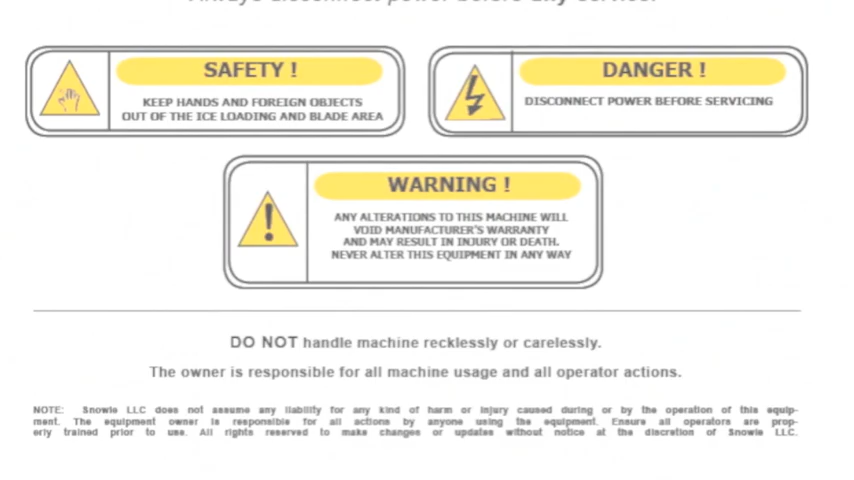 Always disconnect power before any service.
SAFETY !
KEEP HANDS AND FOREIGN OBJECTS
OUT OF THE ICE LOADING AND BLADE AREA
DANGER !
DISCONNECT POWER BEFORE SERVICING
WARNING !
ANY ALTERATIONS TO THIS MACHINE WILL
VOID MANUFACTURER'S WARRANTY
AND MAY RESULT IN INJURY OR DEATH.
NEVER ALTER THIS EQUIPMENT IN ANY WAY
DO NOT handle machine recklessly or carelessly.
The owner is responsible for all machine usage and all operator actions.
NOTE: Snowie LLC does not assume any liability for any kind of harm or injury caused during or by the operation of this equip-
ment. The equipment owner is responsible for all actions by anyone using the equipment. Ensure all operators are prop-
erly trained prior to use. All rights reserved to make changes or updates without notice at the discretion of Snowie LLC.